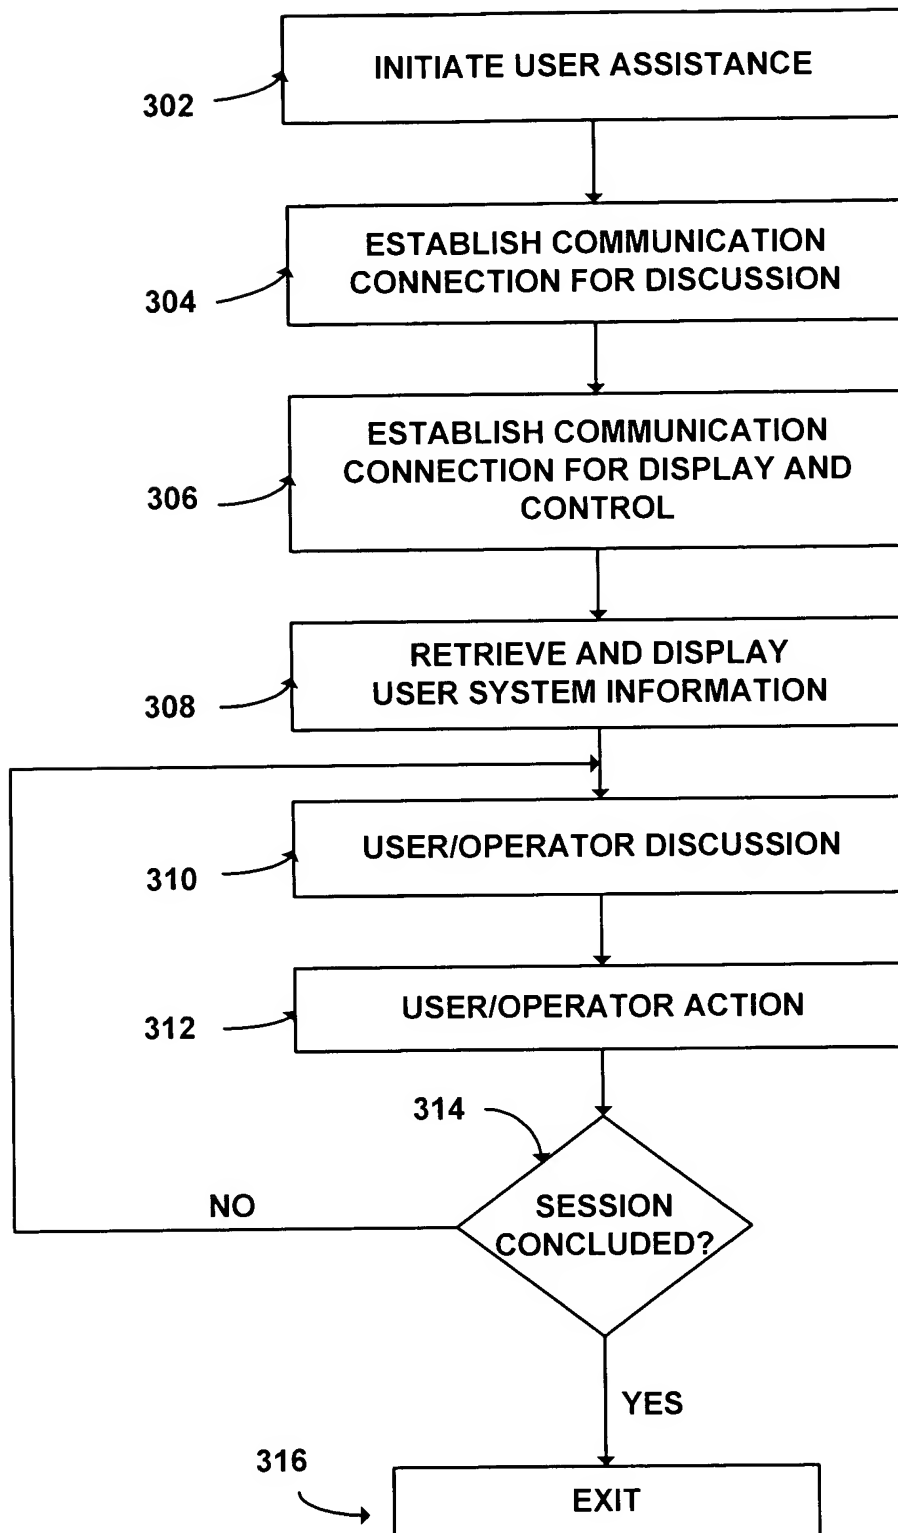 INITIATE USER ASSISTANCE
302
ESTABLISH COMMUNICATION
CONNECTION FOR DISCUSSION
304
ESTABLISH COMMUNICATION
CONNECTION FOR DISPLAY AND
CONTROL
306
RETRIEVE AND DISPLAY
USER SYSTEM INFORMATION
308
USER/OPERATOR DISCUSSION
310
USER/OPERATOR ACTION
312
314
SESSION
CONCLUDED?
NO
YES
316
EXIT